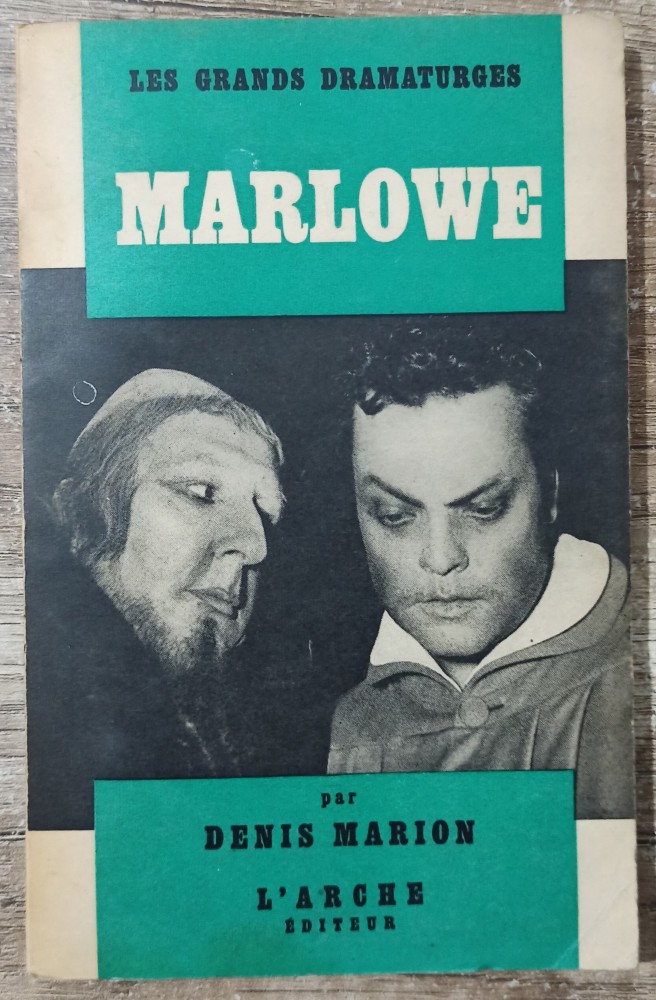 LES GRANDS DRAMATURGES
MARLOWE
par
DENIS MARION
L'ARCHE
ÉDITEUR